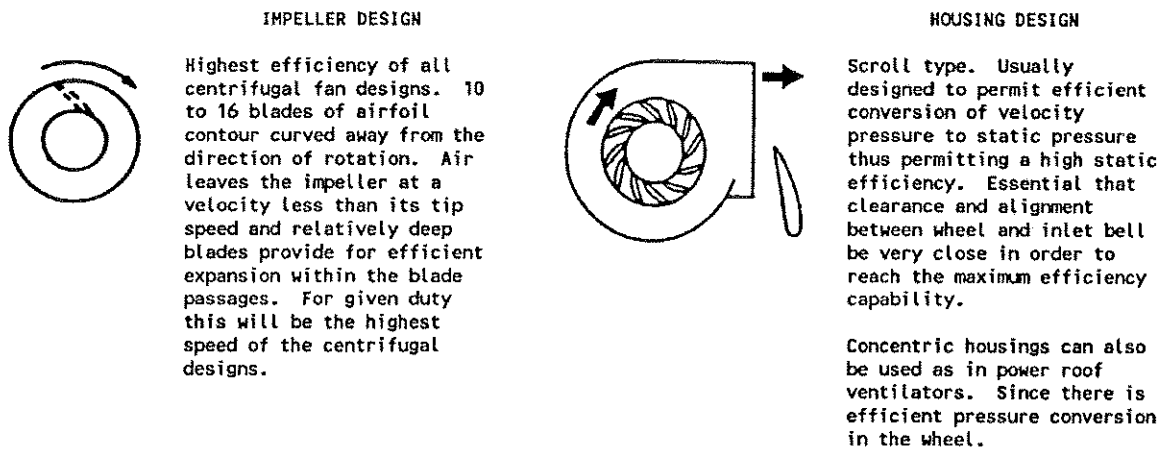 IMPELLER DESIGN
Highest efficiency of all
centrifugal fan designs. 10
to 16 blades of airfoil
contour curved away from the
direction of rotation. Air
leaves the impeller at a
velocity less than its tip
speed and relatively deep
blades provide for efficient
expansion within the blade
passages. For given duty
this will be the highest
speed of the centrifugal
designs.
HOUSING DESIGN
Scroll type. Usually
designed to permit efficient
conversion of velocity
pressure to static pressure
thus permitting a high static
efficiency. Essential that
clearance and alignment
between wheel and inlet bell
be very close in order to
reach the maximum efficiency
capability.
Concentric housings can also
be used as in power roof
ventilators. Since there is
efficient pressure conversion
in the wheel.